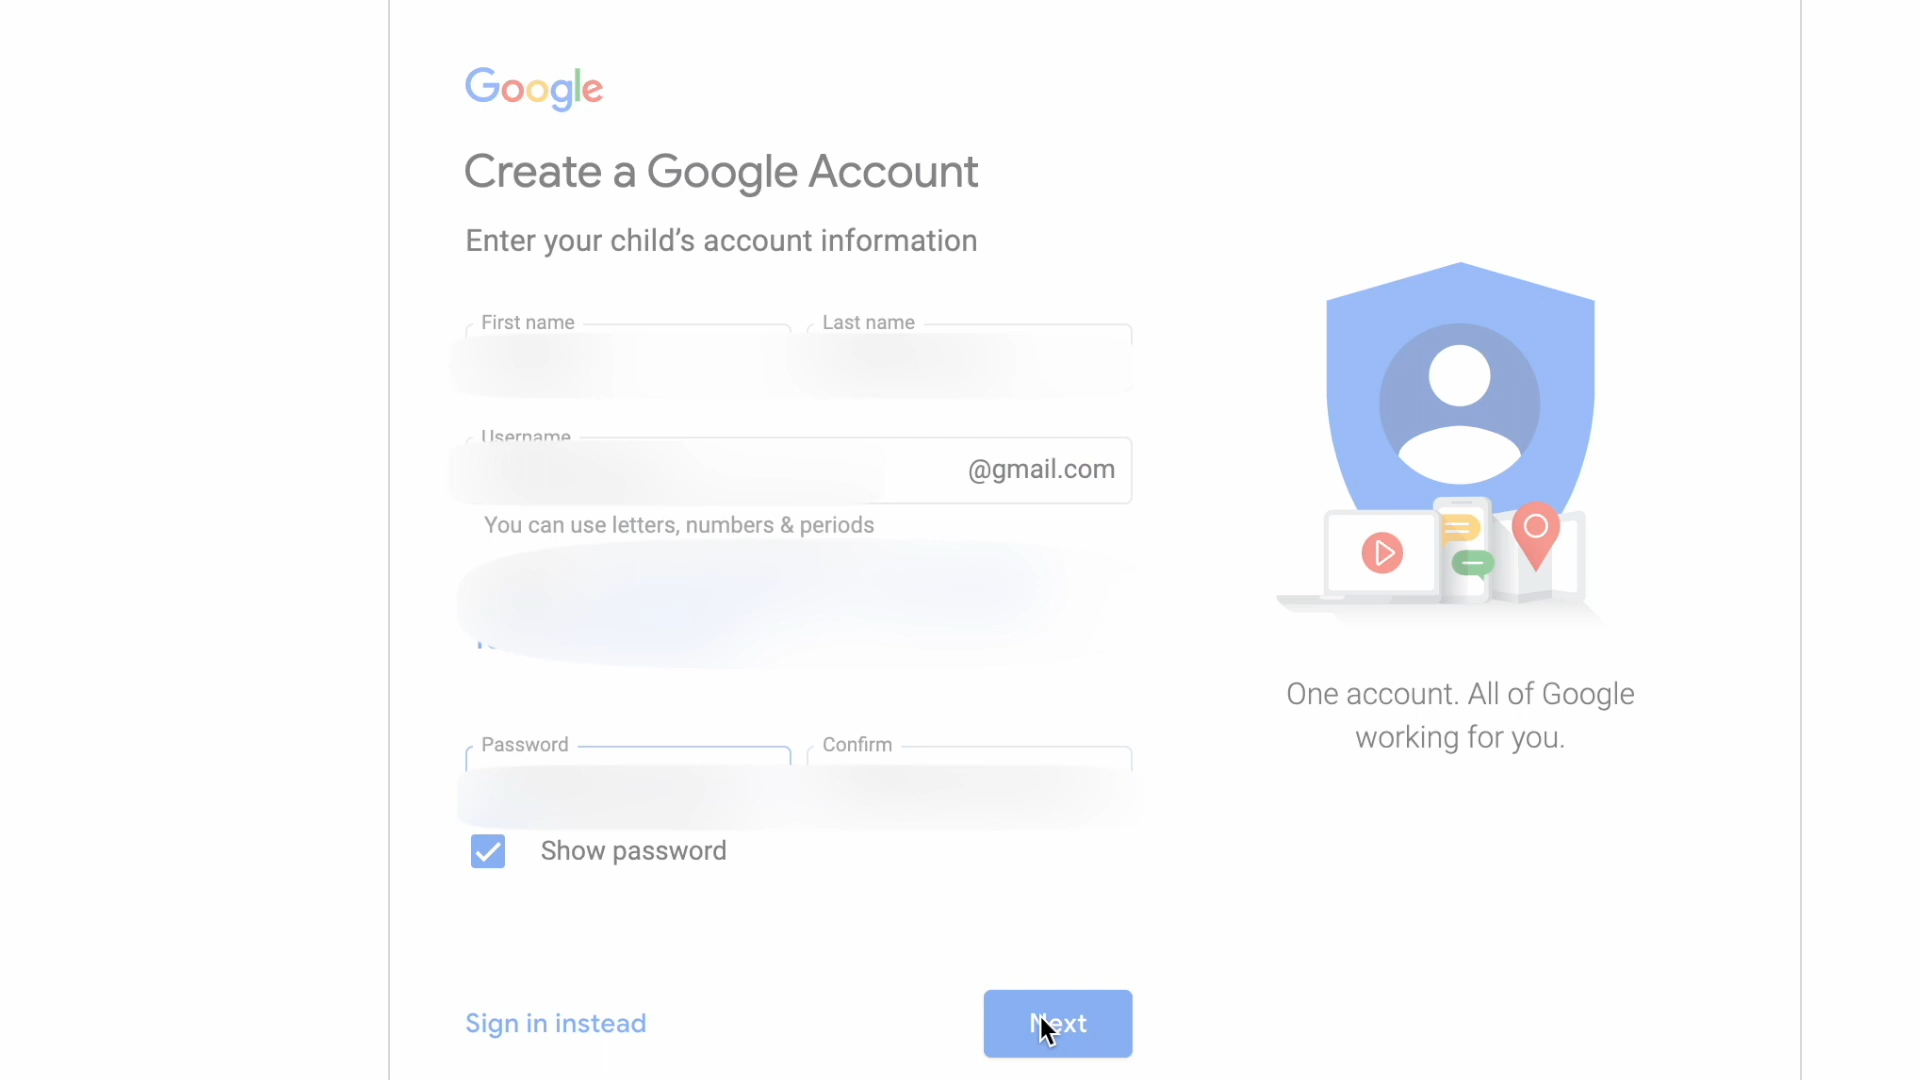 Google
Create a Google Account
Enter your child's account information
First name
Last name
Username
@gmail.com
You can use letters, numbers & periods
Password
Confirm
Show password
Sign in instead
Next
One account. All of Google
working for you.